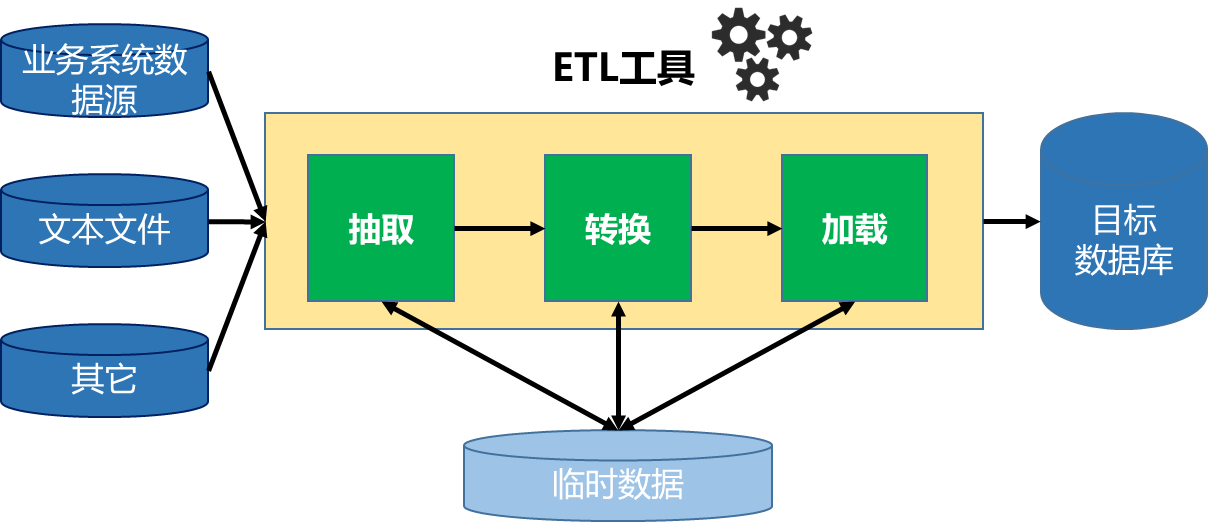 ETL工具
业务系统数
据源
文本文件
其它
抽取
转换
加载
目标
数据库
临时数据